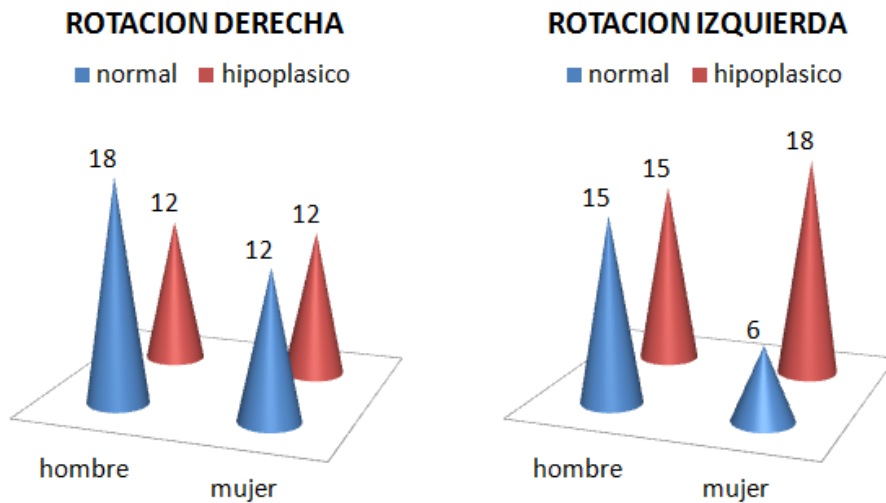 ROTACION DERECHA
normal hipoplasico
18
12
12
12
hombre
mujer
ROTACION IZQUIERDA
normal hipoplasico
15
15
6
18
hombre
mujer